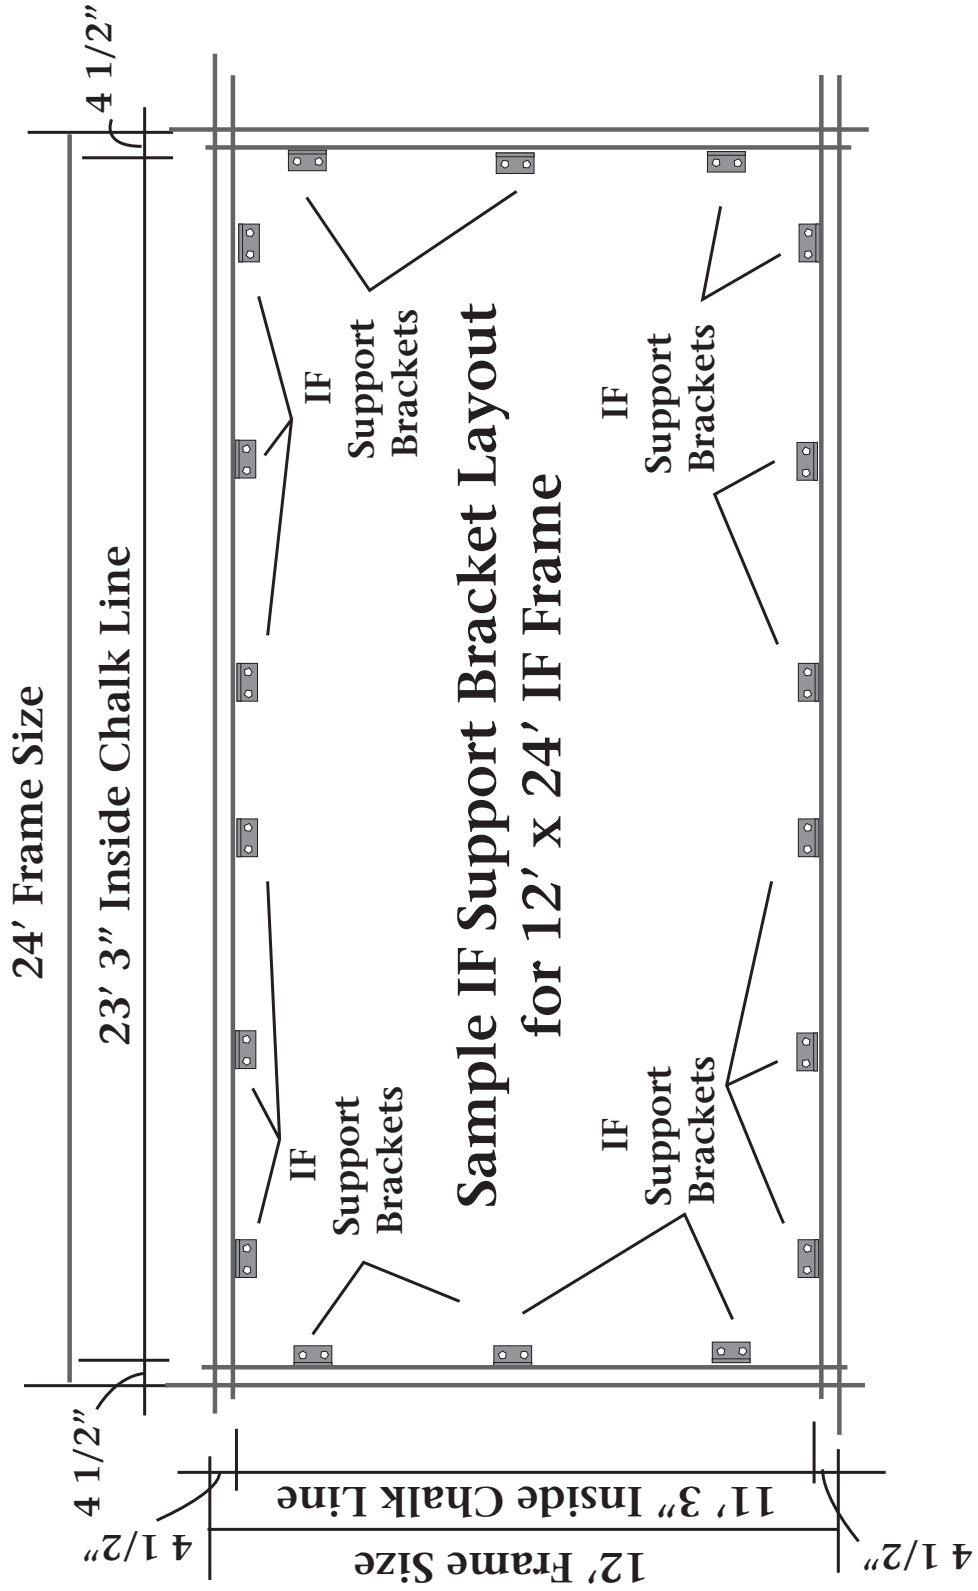 24′ Frame Size
23′ 3″ Inside Chalk Line
4 1/2″
4 1/2″
IF
Support
Brackets
IF
Support
Brackets
Sample IF Support Bracket Layout
for 12′ x 24′ IF Frame
IF
Support
Brackets
IF
Support
Brackets
4 1/2″
11′ 3″ Inside Chalk Line
12′ Frame Size
4 1/2″